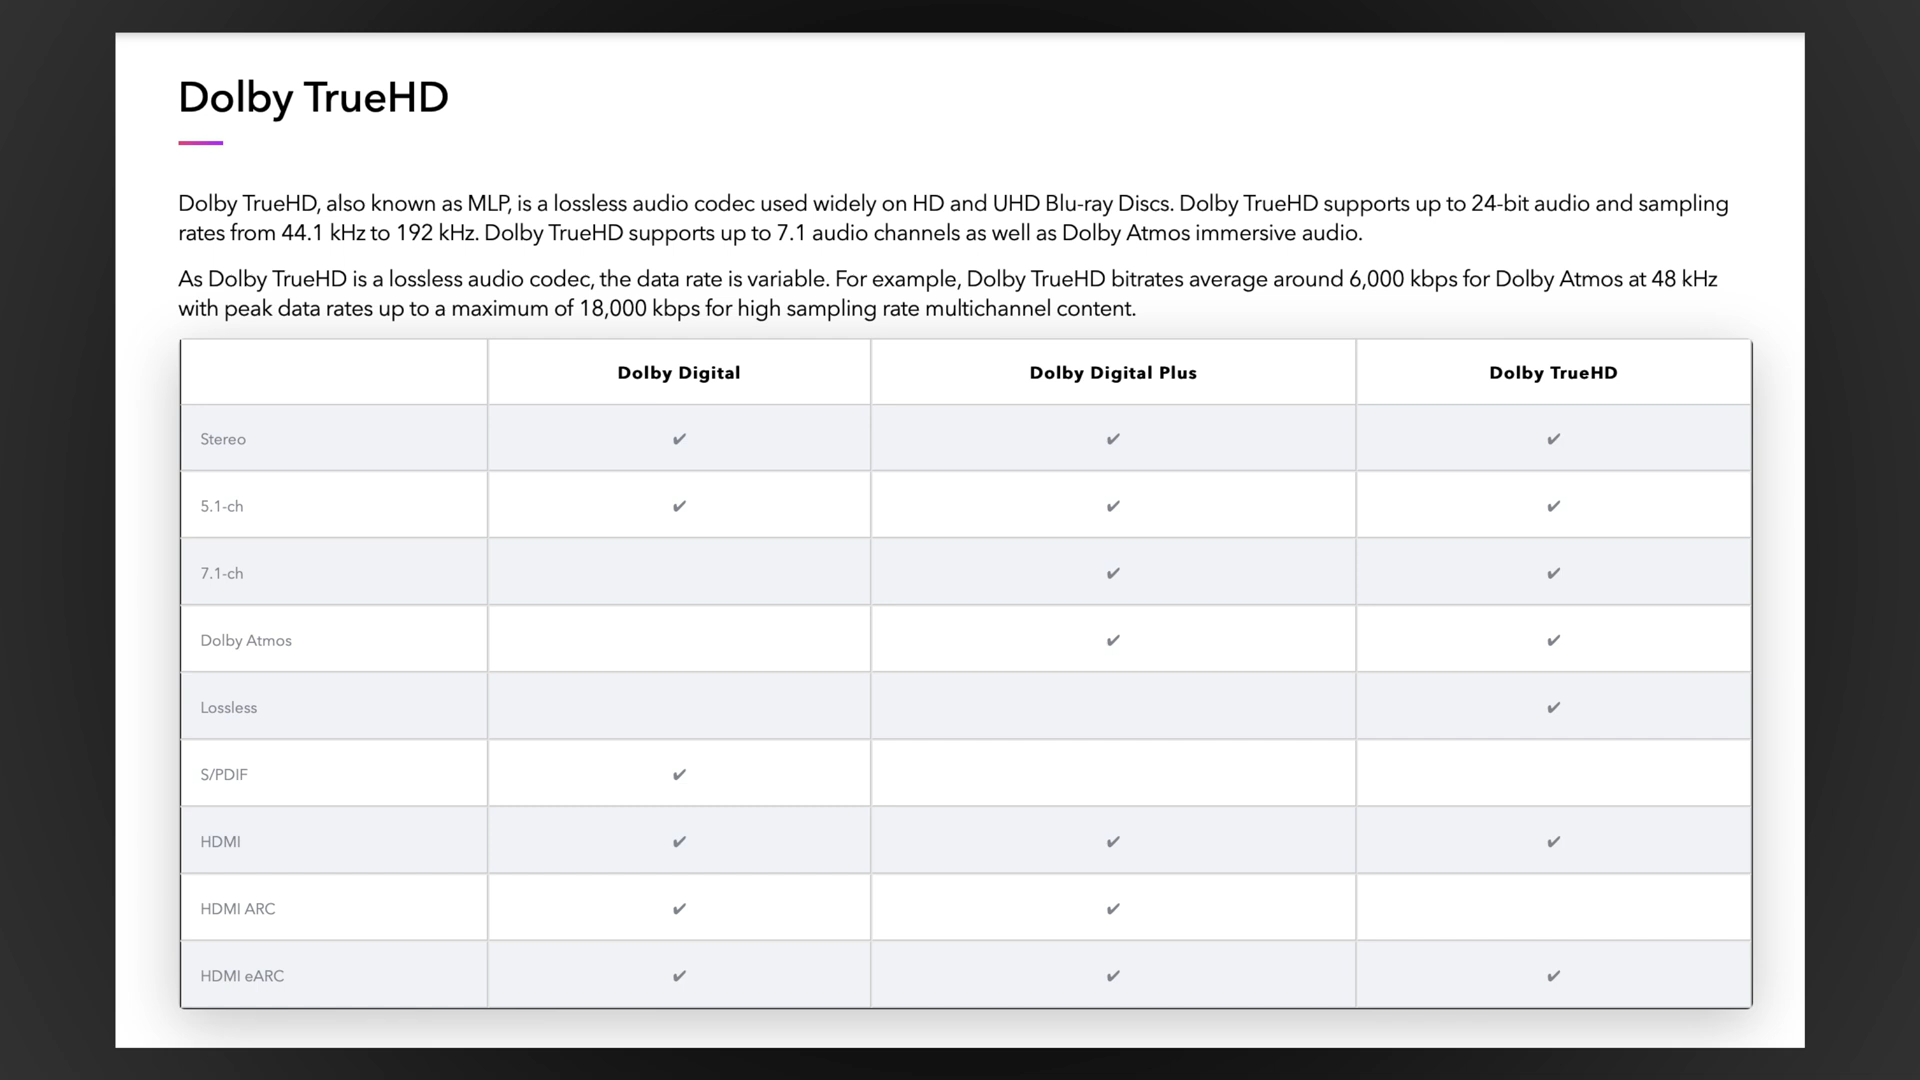 Dolby TrueHD
Dolby TrueHD, also known as MLP, is a lossless audio codec used widely on HD and UHD Blu-ray Discs. Dolby TrueHD supports up to 24-bit audio and sampling
rates from 44.1 kHz to 192 kHz. Dolby TrueHD supports up to 7.1 audio channels as well as Dolby Atmos immersive audio.
As Dolby TrueHD is a lossless audio codec, the data rate is variable. For example, Dolby TrueHD bitrates average around 6,000 kbps for Dolby Atmos at 48 kHz
with peak data rates up to a maximum of 18,000 kbps for high sampling rate multichannel content.
Dolby Digital Dolby Digital Plus Dolby TrueHD
Stereo ✔ ✔ ✔
5.1-ch ✔ ✔ ✔
7.1-ch ✔ ✔
Dolby Atmos ✔ ✔
Lossless ✔
S/PDIF ✔
HDMI ✔ ✔ ✔
HDMI ARC ✔ ✔
HDMI eARC ✔ ✔ ✔